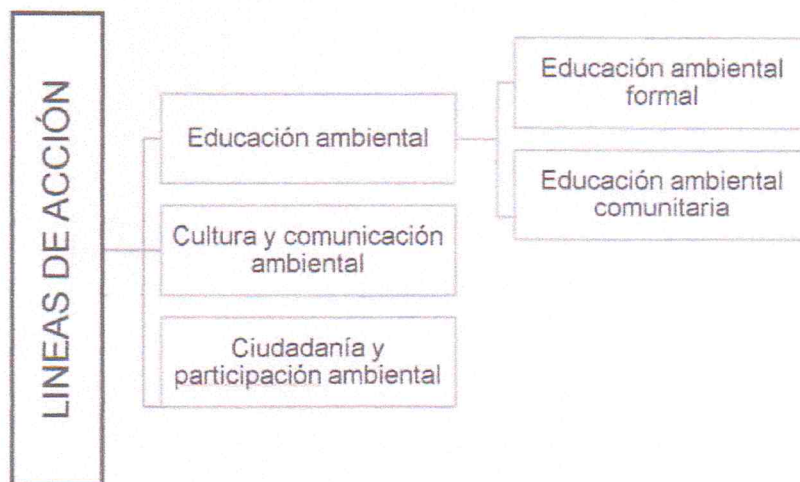 LINEAS DE ACCIÓN
Educación ambiental
Cultura y comunicación
ambiental
Ciudadanía y
participación ambiental
Educación ambiental
formal
Educación ambiental
comunitaria